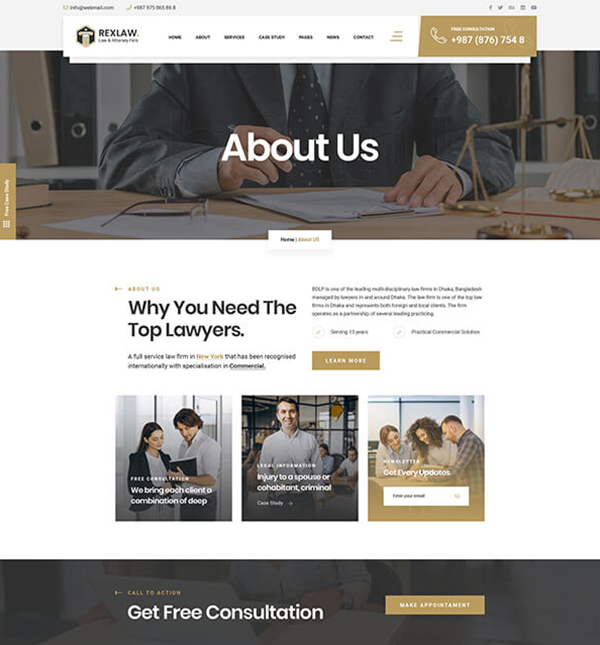 info@webmail.com
+987 975 865 86 8
REXLAW.
Law & Attorney Firm
HOME ABOUT SERVICES CASE STUDY PAGES NEWS CONTACT
FREE CONSULTATION
+987 (876) 754 8
About Us
Free Case Study
Home | About US
ABOUT US
Why You Need The
Top Lawyers.
A full service law firm in New York that has been recognised
internationally with specialisation in Commercial.
BDLP is one of the leading multi-disciplinary law firms in Dhaka, Bangladesh
managed by lawyers in and around Dhaka. The law firm is one of the top law
firms in Dhaka and represents both foreign and local clients. The firm
operates as a partnership of several leading practicing.
Serving 10 years
Practical Commercial Solution
LEARN MORE
FREE CONSULTATION
We bring each client a
combination of deep
LEGAL INFORMATION
Injury to a spouse or
cohabitant, criminal
Case Study
NEWSLETTER
Get Every Updates
Enter your email
CALL TO ACTION
Get Free Consultation
MAKE APPOINTAMENT